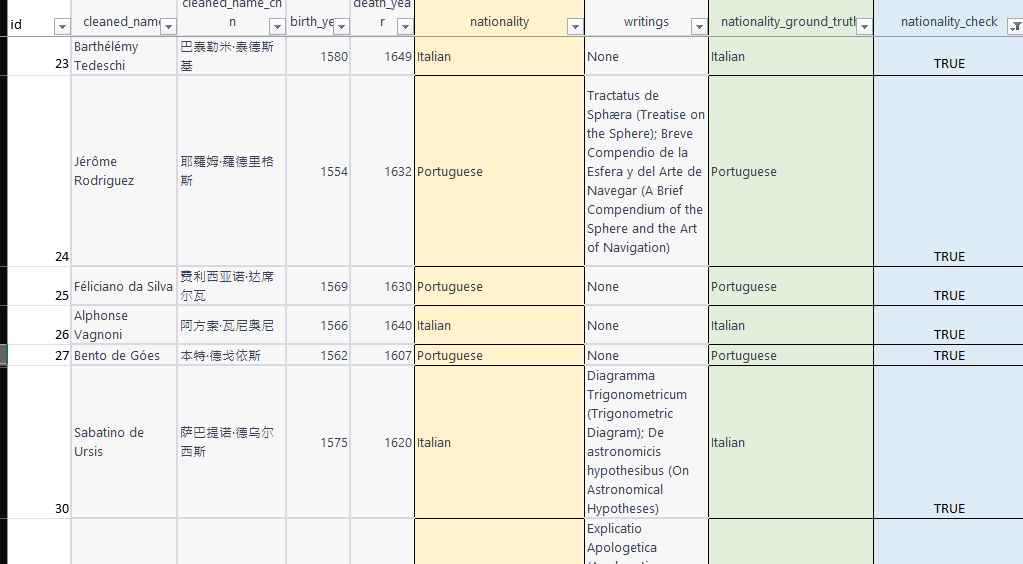 id cleaned_name cleaned_name_ch
n birth_ye death_yea
r nationality writings nationality_ground_truth nationality_check
23 Barthélémy
Tedeschi 巴泰勒米·泰德斯
基 1580 1649 Italian None Italian TRUE
24 Jérôme
Rodriguez 耶羅姆·羅德里格
斯 1554 1632 Portuguese Tractatus de
Sphæra (Treatise on
the Sphere); Breve
Compendio de la
Esfera y del Arte de
Navegar (A Brief
Compendium of the
Sphere and the Art
of Navigation) Portuguese TRUE
25 Féliciano da Silva 费利西亚诺·达席
尔瓦 1569 1630 Portuguese None Portuguese TRUE
26 Alphonse
Vagnoni 阿方索·瓦尼奥尼 1566 1640 Italian None Italian TRUE
27 Bento de Góes 本特·德戈依斯 1562 1607 Portuguese None Portuguese TRUE
30 Sabatino de
Ursis 萨巴提诺·德乌尔
西斯 1575 1620 Italian Diagramma
Trigonometricum
(Trigonometric
Diagram); De
astronomicis
hypothesibus (On
Astronomical
Hypotheses) Italian TRUE
Explicatio
Apologetica